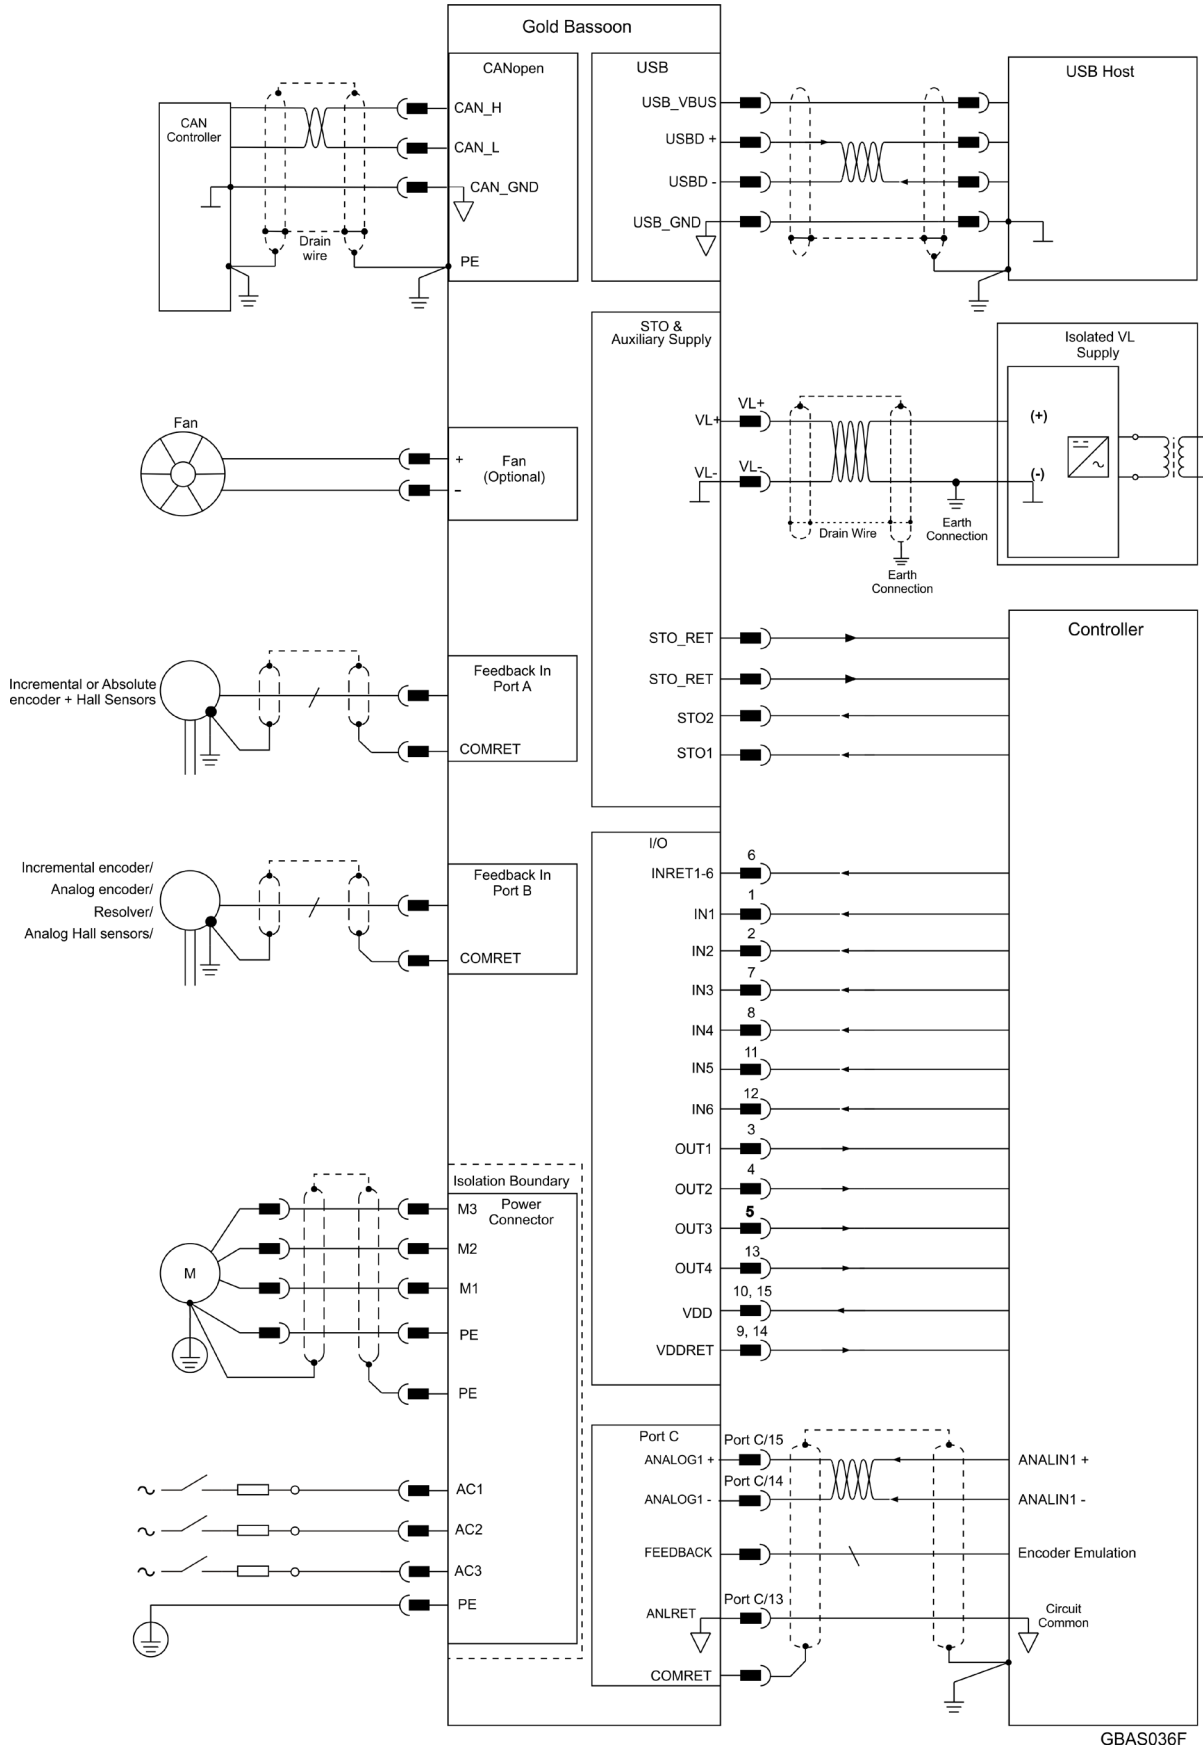 Gold Bassoon
CANopen
CAN
Controller
CAN_H
CAN_L
CAN_GND
Drain
wire
PE
USB
USB_VBUS
USBD +
USBD -
USB_GND
USB Host
STO &
Auxiliary Supply
VL+
VL+
VL-
VL-
Drain Wire
Earth
Connection
Earth
Connection
Isolated VL
Supply
(+)
(-)
Fan
+
-
Fan
(Optional)
STO_RET
STO_RET
STO2
STO1
Controller
Incremental or Absolute
encoder + Hall Sensors
Feedback In
Port A
COMRET
Incremental encoder/
Analog encoder/
Resolver/
Analog Hall sensors/
Feedback In
Port B
COMRET
I/O
INRET1-6
6
IN1
1
IN2
2
IN3
7
IN4
8
IN5
11
IN6
12
OUT1
3
OUT2
4
OUT3
5
OUT4
13
VDD
10, 15
VDDRET
9, 14
Isolation Boundary
Power
Connector
M
M3
M2
M1
PE
PE
AC1
AC2
AC3
PE
Port C
ANALOG1 +
Port C/15
ANALIN1 +
ANALOG1 -
Port C/14
ANALIN1 -
FEEDBACK
Encoder Emulation
ANLRET
Port C/13
Circuit
Common
COMRET
GBAS036F